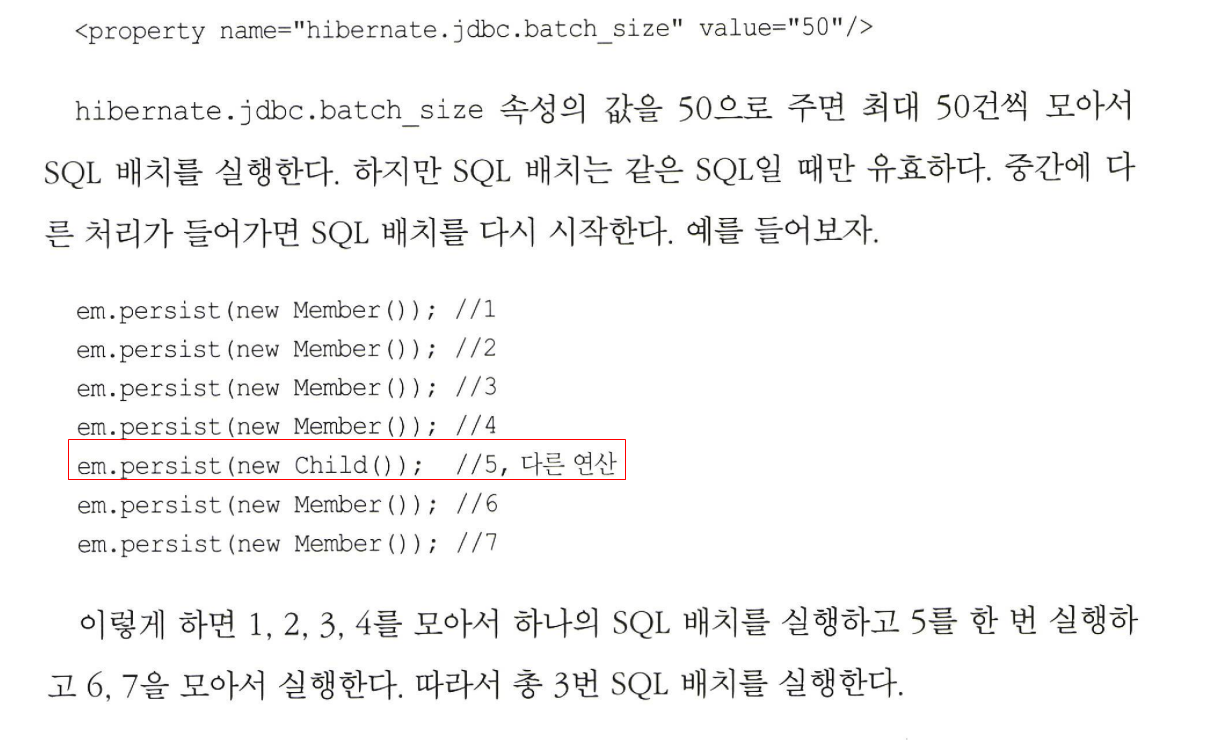 <property name="hibernate.jdbc.batch_size" value="50"/>
hibernate.jdbc.batch_size 속성의 값을 50으로 주면 최대 50건씩 모아서
SQL 배치를 실행한다. 하지만 SQL 배치는 같은 SQL일 때만 유효하다. 중간에 다
른 처리가 들어가면 SQL 배치를 다시 시작한다. 예를 들어보자.
em.persist(new Member()); //1
em.persist(new Member()); //2
em.persist(new Member()); //3
em.persist(new Member()); //4
em.persist(new Child()); //5, 다른 연산
em.persist(new Member()); //6
em.persist(new Member()); //7
이렇게 하면 1, 2, 3, 4를 모아서 하나의 SQL 배치를 실행하고 5를 한 번 실행하
고 6, 7을 모아서 실행한다. 따라서 총 3번 SQL 배치를 실행한다.